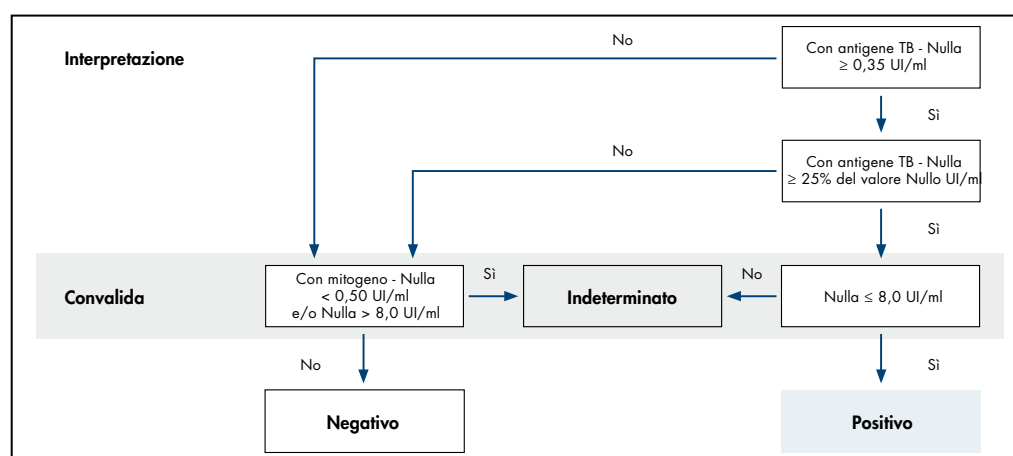 Interpretazione
No
Con antigene TB - Nulla
≥ 0,35 UI/ml
Sì
No
Con antigene TB - Nulla
≥ 25% del valore Nullo UI/ml
Sì
Convalida
Con mitogeno - Nulla
< 0,50 UI/ml
e/o Nulla > 8,0 UI/ml
Sì
Indeterminato
No
Nulla ≤ 8,0 UI/ml
No
Sì
Negativo
Positivo